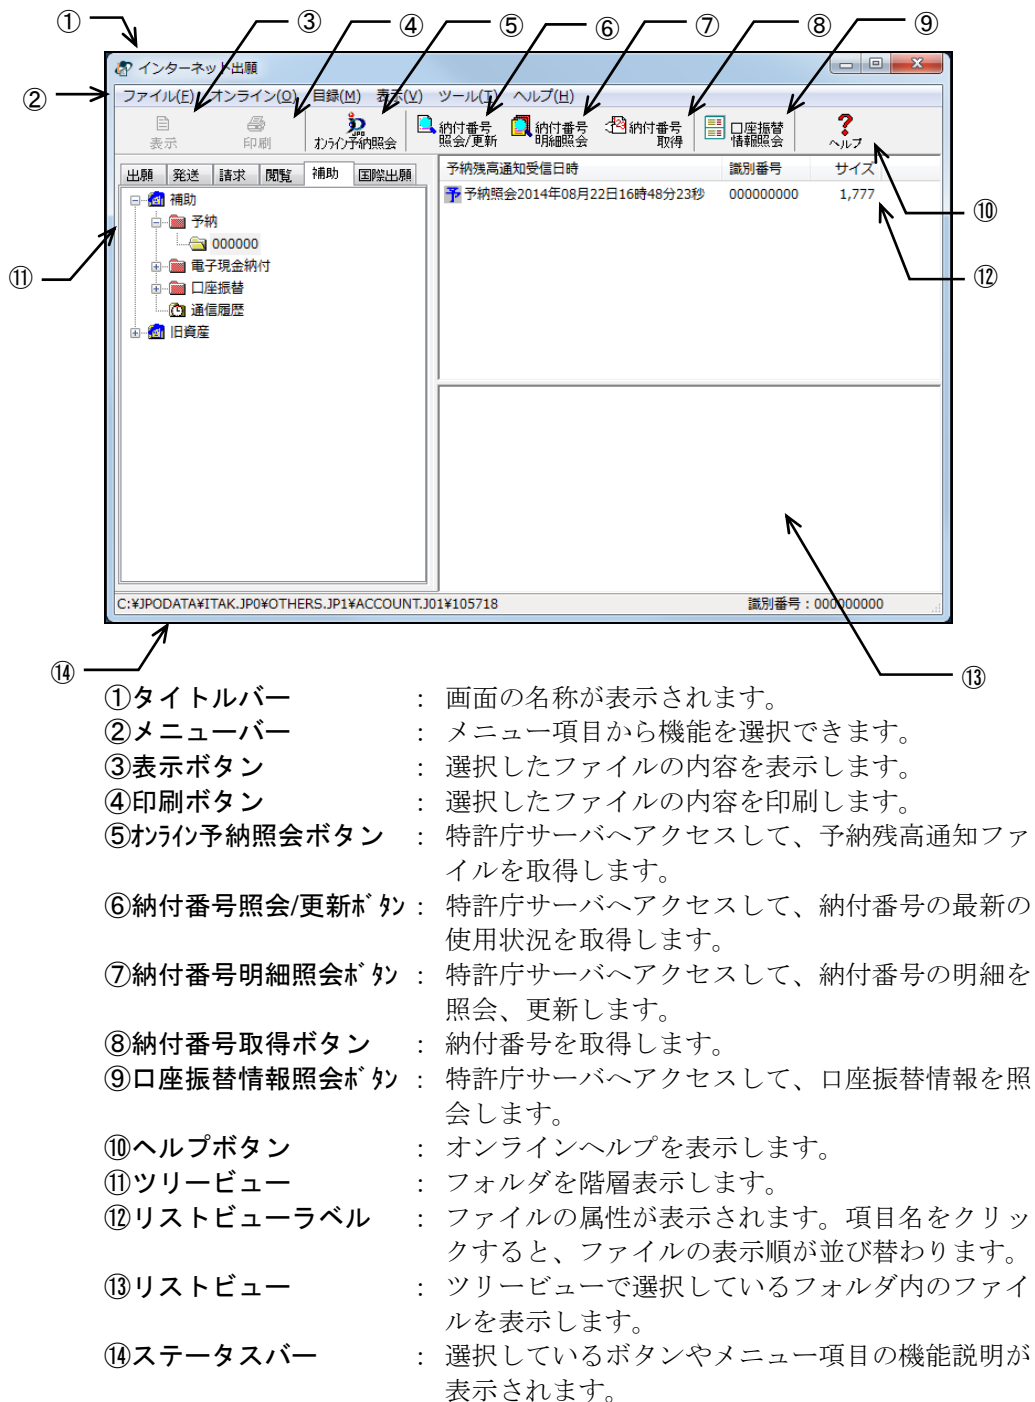 ① ③ ④ ⑤ ⑥ ⑦ ⑧ ⑨
インターネット出願
②
ファイル(F) オンライン(O) 目録(M) 表示(V) ツール(T) ヘルプ(H)
表示 印刷 オンライン予納照会 納付番号照会/更新 納付番号明細照会 納付番号取得 口座振替情報照会 ヘルプ
出願 発送 請求 閲覧 補助 国際出願
予納残高通知受信日時 識別番号 サイズ
予納照会2014年08月22日16時48分23秒 000000000 1,777
補助
予納
000000
電子現金納付
口座振替
通信履歴
旧資産
⑩
⑪
⑫
C:¥JPODATA¥ITAK.JP0¥OTHERS.JP1¥ACCOUNT.J01¥105718 識別番号：000000000
⑭
⑬
①タイトルバー ： 画面の名称が表示されます。
②メニューバー ： メニュー項目から機能を選択できます。
③表示ボタン ： 選択したファイルの内容を表示します。
④印刷ボタン ： 選択したファイルの内容を印刷します。
⑤オンライン予納照会ボタン ： 特許庁サーバへアクセスして、予納残高通知ファ
イルを取得します。
⑥納付番号照会/更新ボタン： 特許庁サーバへアクセスして、納付番号の最新の
使用状況を取得します。
⑦納付番号明細照会ボタン ： 特許庁サーバへアクセスして、納付番号の明細を
照会、更新します。
⑧納付番号取得ボタン ： 納付番号を取得します。
⑨口座振替情報照会ボタン ： 特許庁サーバへアクセスして、口座振替情報を照
会します。
⑩ヘルプボタン ： オンラインヘルプを表示します。
⑪ツリービュー ： フォルダを階層表示します。
⑫リストビューラベル ： ファイルの属性が表示されます。項目名をクリッ
クすると、ファイルの表示順が並び替わります。
⑬リストビュー ： ツリービューで選択しているフォルダ内のファイ
ルを表示します。
⑭ステータスバー ： 選択しているボタンやメニュー項目の機能説明が
表示されます。